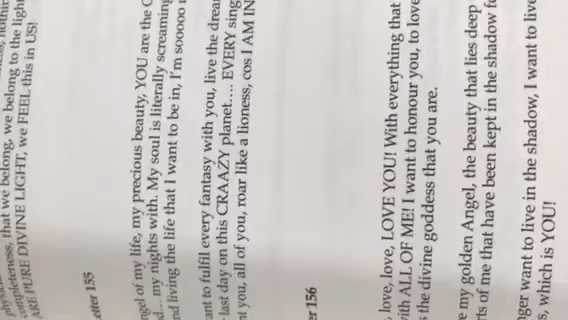 completeness, that we belong, we belong to the light
ARE PURE DIVINE LIGHT, we FEEL this in US!
etter 155
ngel of my life, my precious beauty, YOU are the
my nights with. My soul is literally screaming
nd living the life that I want to be in, I'm sooooo
ant to fulfil every fantasy with you, live the drea
last day on this CRAAZY planet…. EVERY sing
nt you, all of you, roar like a lioness, cos I AM IN
er 156
, love, love, LOVE YOU! With everything that
with ALL OF ME! I want to honour you, to love
s the divine goddess that you are.
e my golden Angel, the beauty that lies deep
rts of me that have been kept in the shadow
nger want to live in the shadow, I want to live
s, which is YOU!